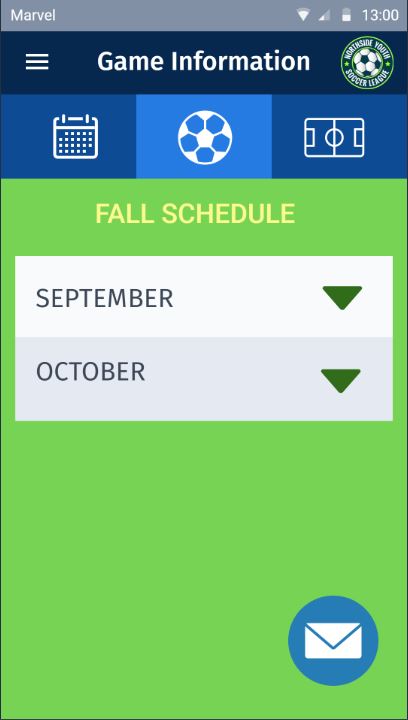 Marvel
13:00
Game Information
NORTHSIDE YOUTH
SOCCER LEAGUE
FALL SCHEDULE
SEPTEMBER
OCTOBER